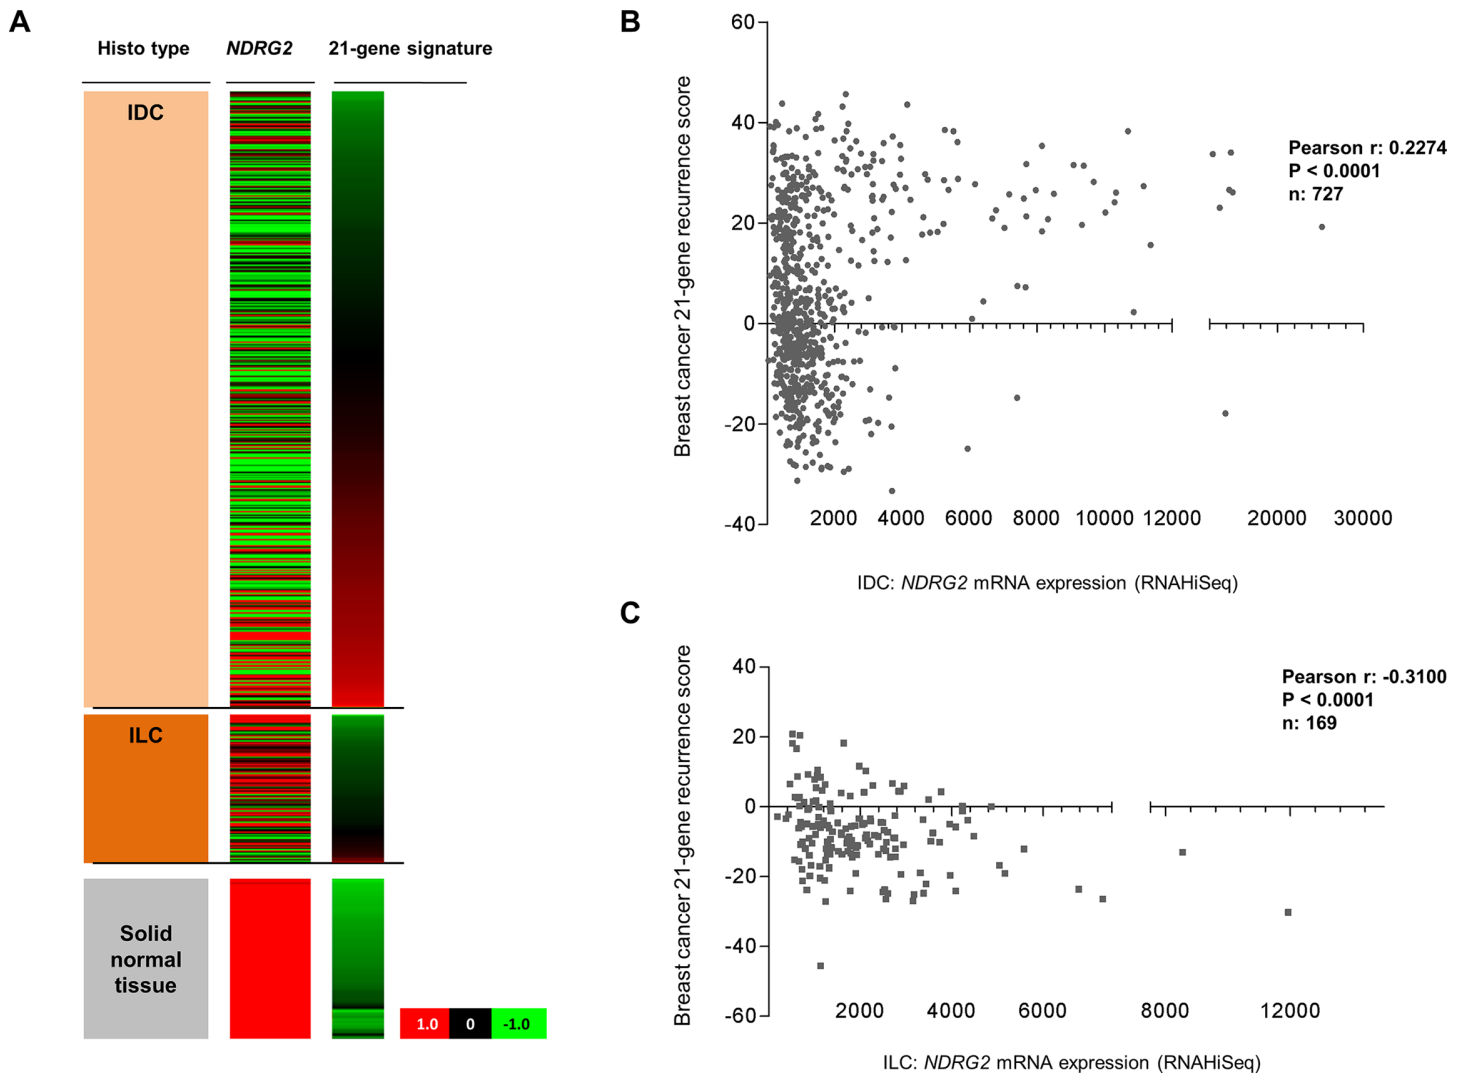 A
Histo type NDRG2 21-gene signature
IDC
ILC
Solid
normal
tissue
1.0 0 -1.0
B
Breast cancer 21-gene recurrence score
60
40
20
0
-20
-40
Pearson r: 0.2274
P < 0.0001
n: 727
2000 4000 6000 8000 10000 12000 20000 30000
IDC: NDRG2 mRNA expression (RNAHiSeq)
C
Breast cancer 21-gene recurrence score
40
20
0
-20
-40
-60
Pearson r: -0.3100
P < 0.0001
n: 169
2000 4000 6000 8000 12000
ILC: NDRG2 mRNA expression (RNAHiSeq)